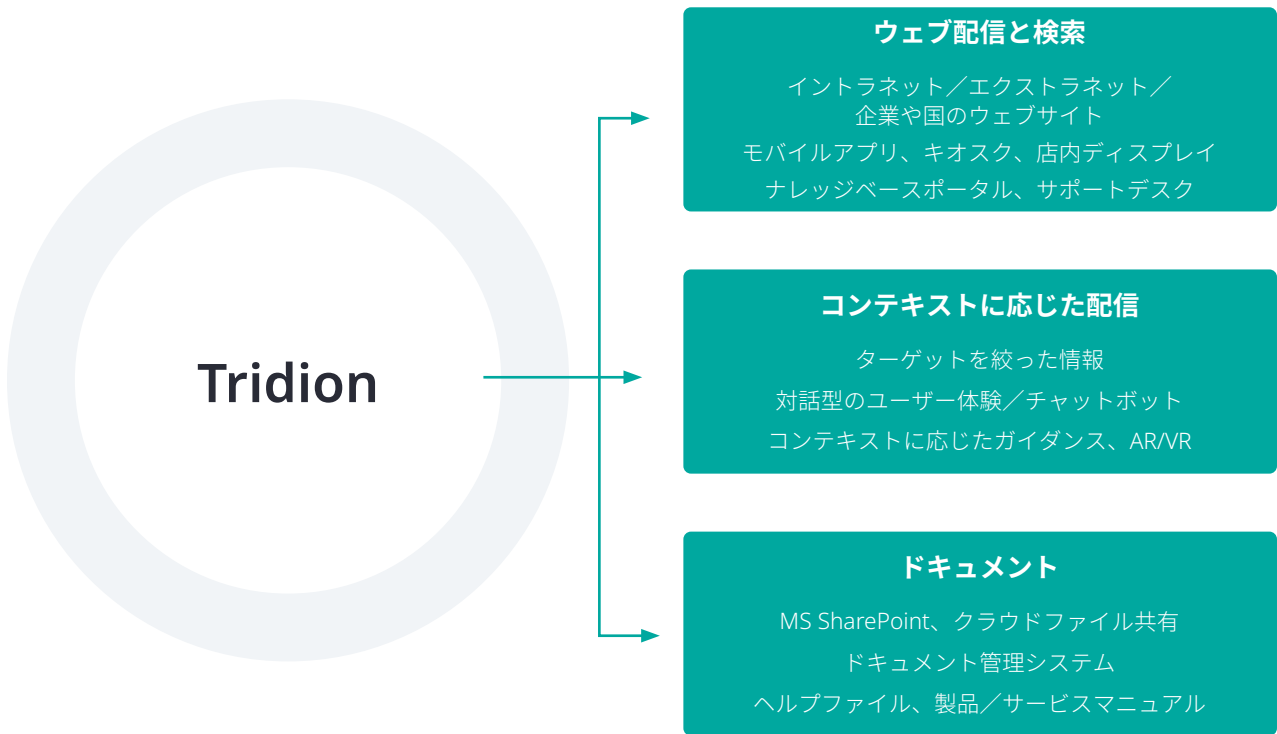 Tridion
ウェブ配信と検索
イントラネット／エクストラネット／
企業や国のウェブサイト
モバイルアプリ、キオスク、店内ディスプレイ
ナレッジベースポータル、サポートデスク
コンテキストに応じた配信
ターゲットを絞った情報
対話型のユーザー体験／チャットボット
コンテキストに応じたガイダンス、AR/VR
ドキュメント
MS SharePoint、クラウドファイル共有
ドキュメント管理システム
ヘルプファイル、製品／サービスマニュアル